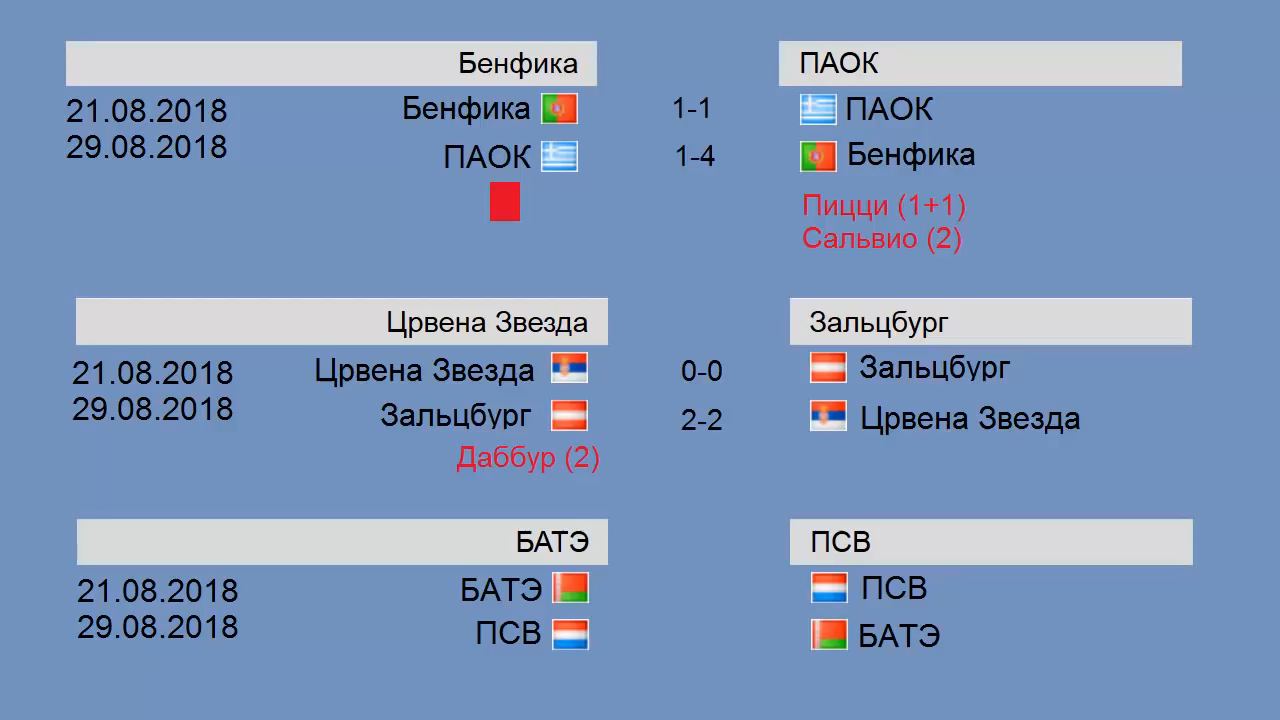 Бенфика ПАОК
21.08.2018 Бенфика 1-1 ПАОК
29.08.2018 ПАОК 1-4 Бенфика
Пицци (1+1)
Сальвио (2)
Црвена Звезда Зальцбург
21.08.2018 Црвена Звезда 0-0 Зальцбург
29.08.2018 Зальцбург 2-2 Црвена Звезда
Даббур (2)
БАТЭ ПСВ
21.08.2018 БАТЭ ПСВ
29.08.2018 ПСВ БАТЭ